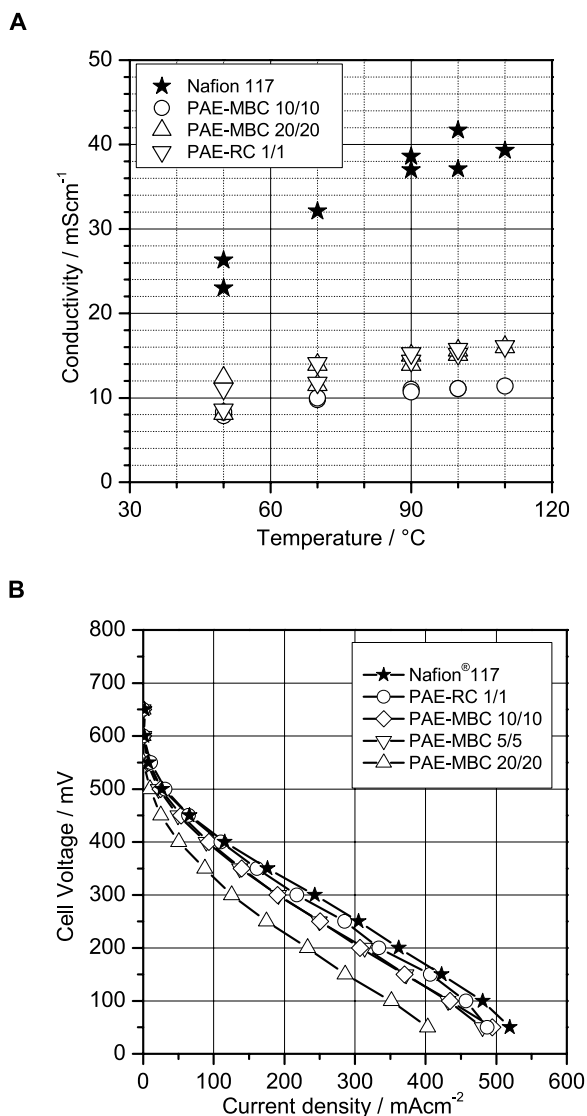 A
50
40
30
20
10
0
Nafion 117
PAE-MBC 10/10
PAE-MBC 20/20
PAE-RC 1/1
Conductivity / mScm⁻¹
30 60 90 120
Temperature / °C
B
800
700
600
500
400
300
200
100
0
Nafion®117
PAE-RC 1/1
PAE-MBC 10/10
PAE-MBC 5/5
PAE-MBC 20/20
Cell Voltage / mV
0 100 200 300 400 500 600
Current density / mAcm⁻²